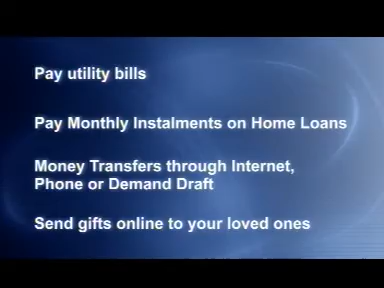 Pay utility bills
Pay Monthly Instalments on Home Loans
Money Transfers through Internet,
Phone or Demand Draft
Send gifts online to your loved ones